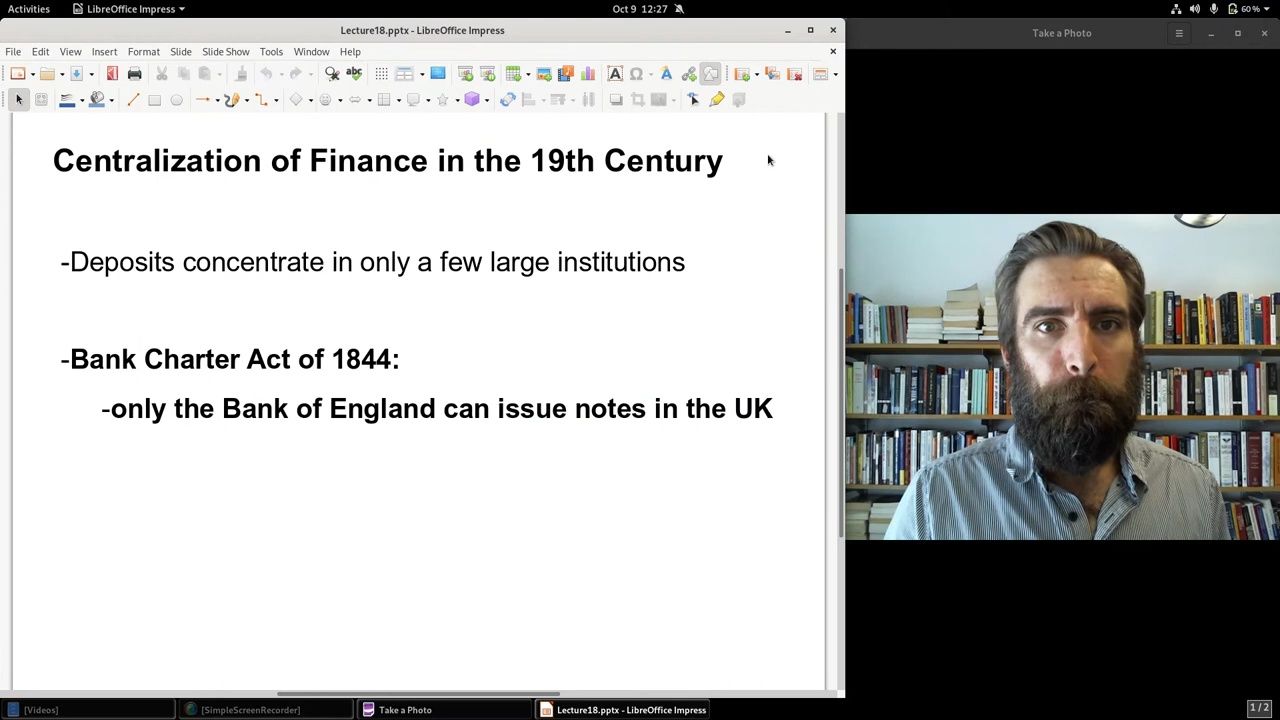 Activities
LibreOffice Impress
Oct 9 12:27
60%
Lecture18.pptx - LibreOffice Impress
Take a Photo
File Edit View Insert Format Slide Slide Show Tools Window Help
Centralization of Finance in the 19th Century
-Deposits concentrate in only a few large institutions
-Bank Charter Act of 1844:
-only the Bank of England can issue notes in the UK
[Videos]
[SimpleScreenRecorder]
Take a Photo
Lecture18.pptx - LibreOffice Impress
1 / 2